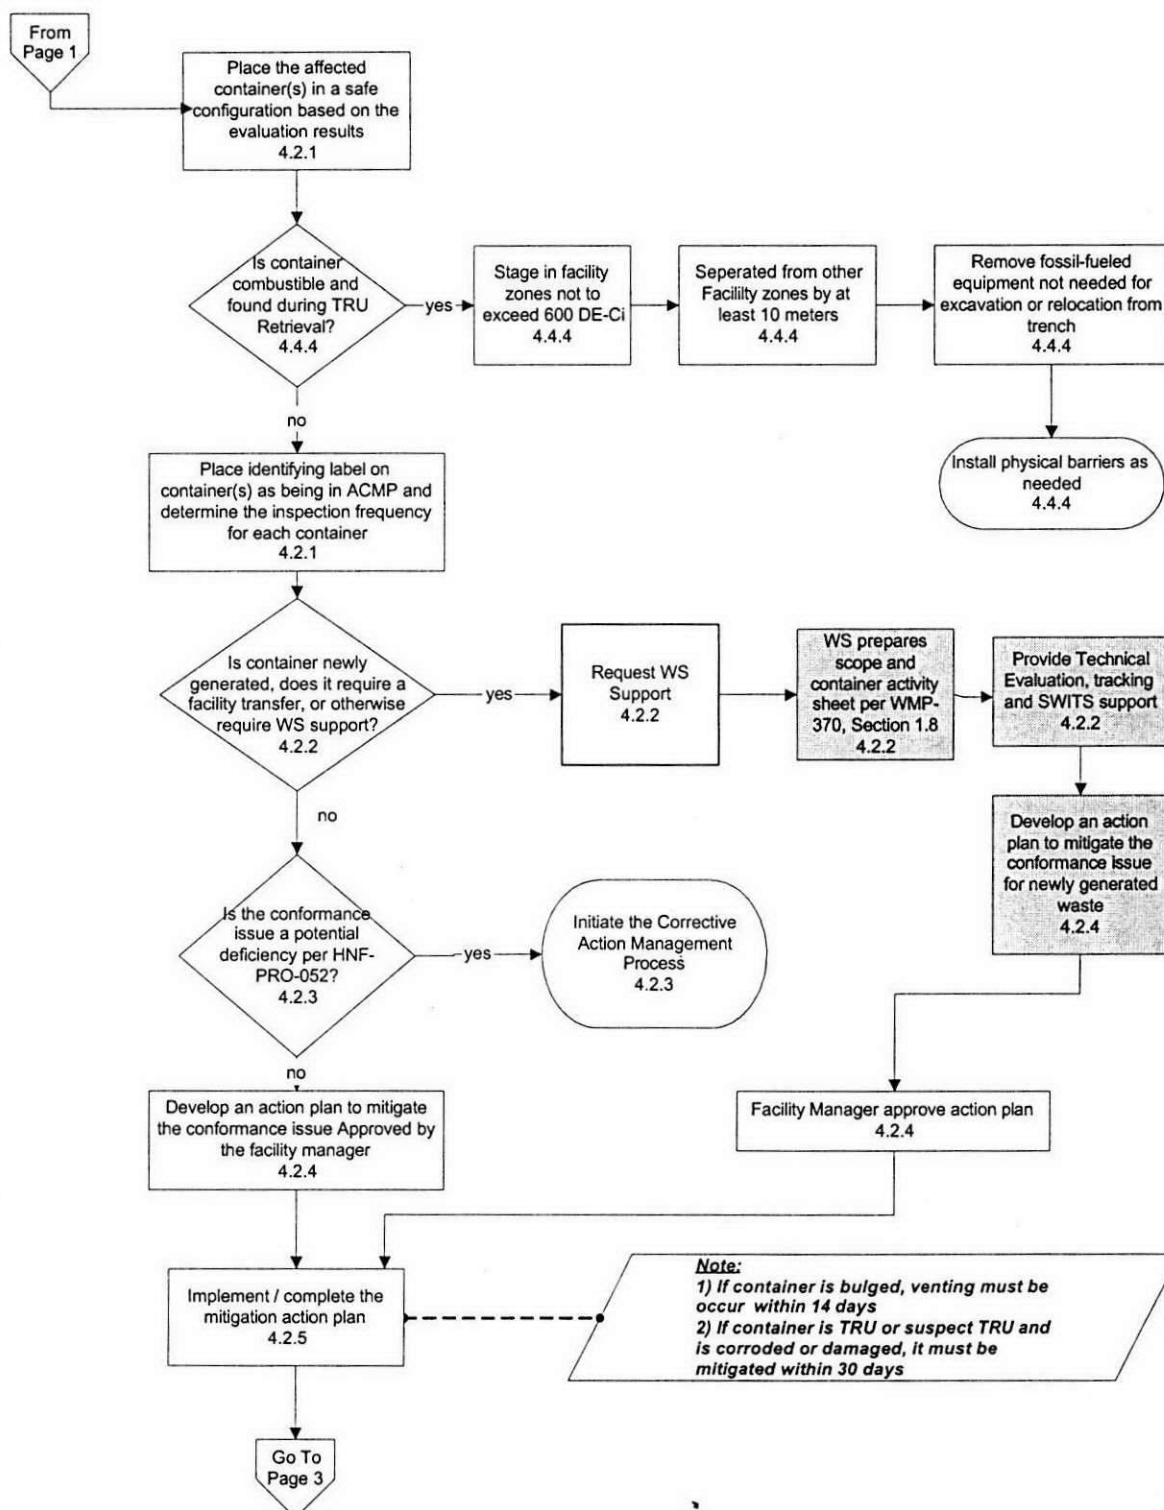 From
Page 1
Place the affected
container(s) in a safe
configuration based on the
evaluation results
4.2.1
Is container
combustible and
found during TRU
Retrieval?
4.4.4
yes
Stage in facility
zones not to
exceed 600 DE-Ci
4.4.4
Seperated from other
Facililty zones by at
least 10 meters
4.4.4
Remove fossil-fueled
equipment not needed for
excavation or relocation from
trench
4.4.4
Install physical barriers as
needed
4.4.4
no
Place identifying label on
container(s) as being in ACMP and
determine the inspection frequency
for each container
4.2.1
Is container newly
generated, does it require a
facility transfer, or otherwise
require WS support?
4.2.2
yes
Request WS
Support
4.2.2
WS prepares
scope and
container activity
sheet per WMP-
370, Section 1.8
4.2.2
Provide Technical
Evaluation, tracking
and SWITS support
4.2.2
Develop an action
plan to mitigate the
conformance issue
for newly generated
waste
4.2.4
no
Is the conformance
issue a potential
deficiency per HNF-
PRO-052?
4.2.3
yes
Initiate the Corrective
Action Management
Process
4.2.3
no
Develop an action plan to mitigate
the conformance issue Approved by
the facility manager
4.2.4
Facility Manager approve action plan
4.2.4
Implement / complete the
mitigation action plan
4.2.5
Note:
1) If container is bulged, venting must be
occur within 14 days
2) If container is TRU or suspect TRU and
is corroded or damaged, it must be
mitigated within 30 days
Go To
Page 3